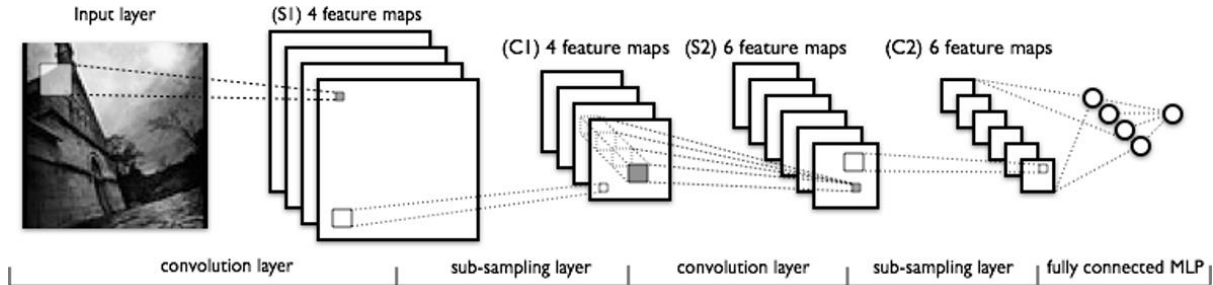 Input layer
(S1) 4 feature maps
(C1) 4 feature maps
(S2) 6 feature maps
(C2) 6 feature maps
convolution layer
sub-sampling layer
convolution layer
sub-sampling layer
fully connected MLP